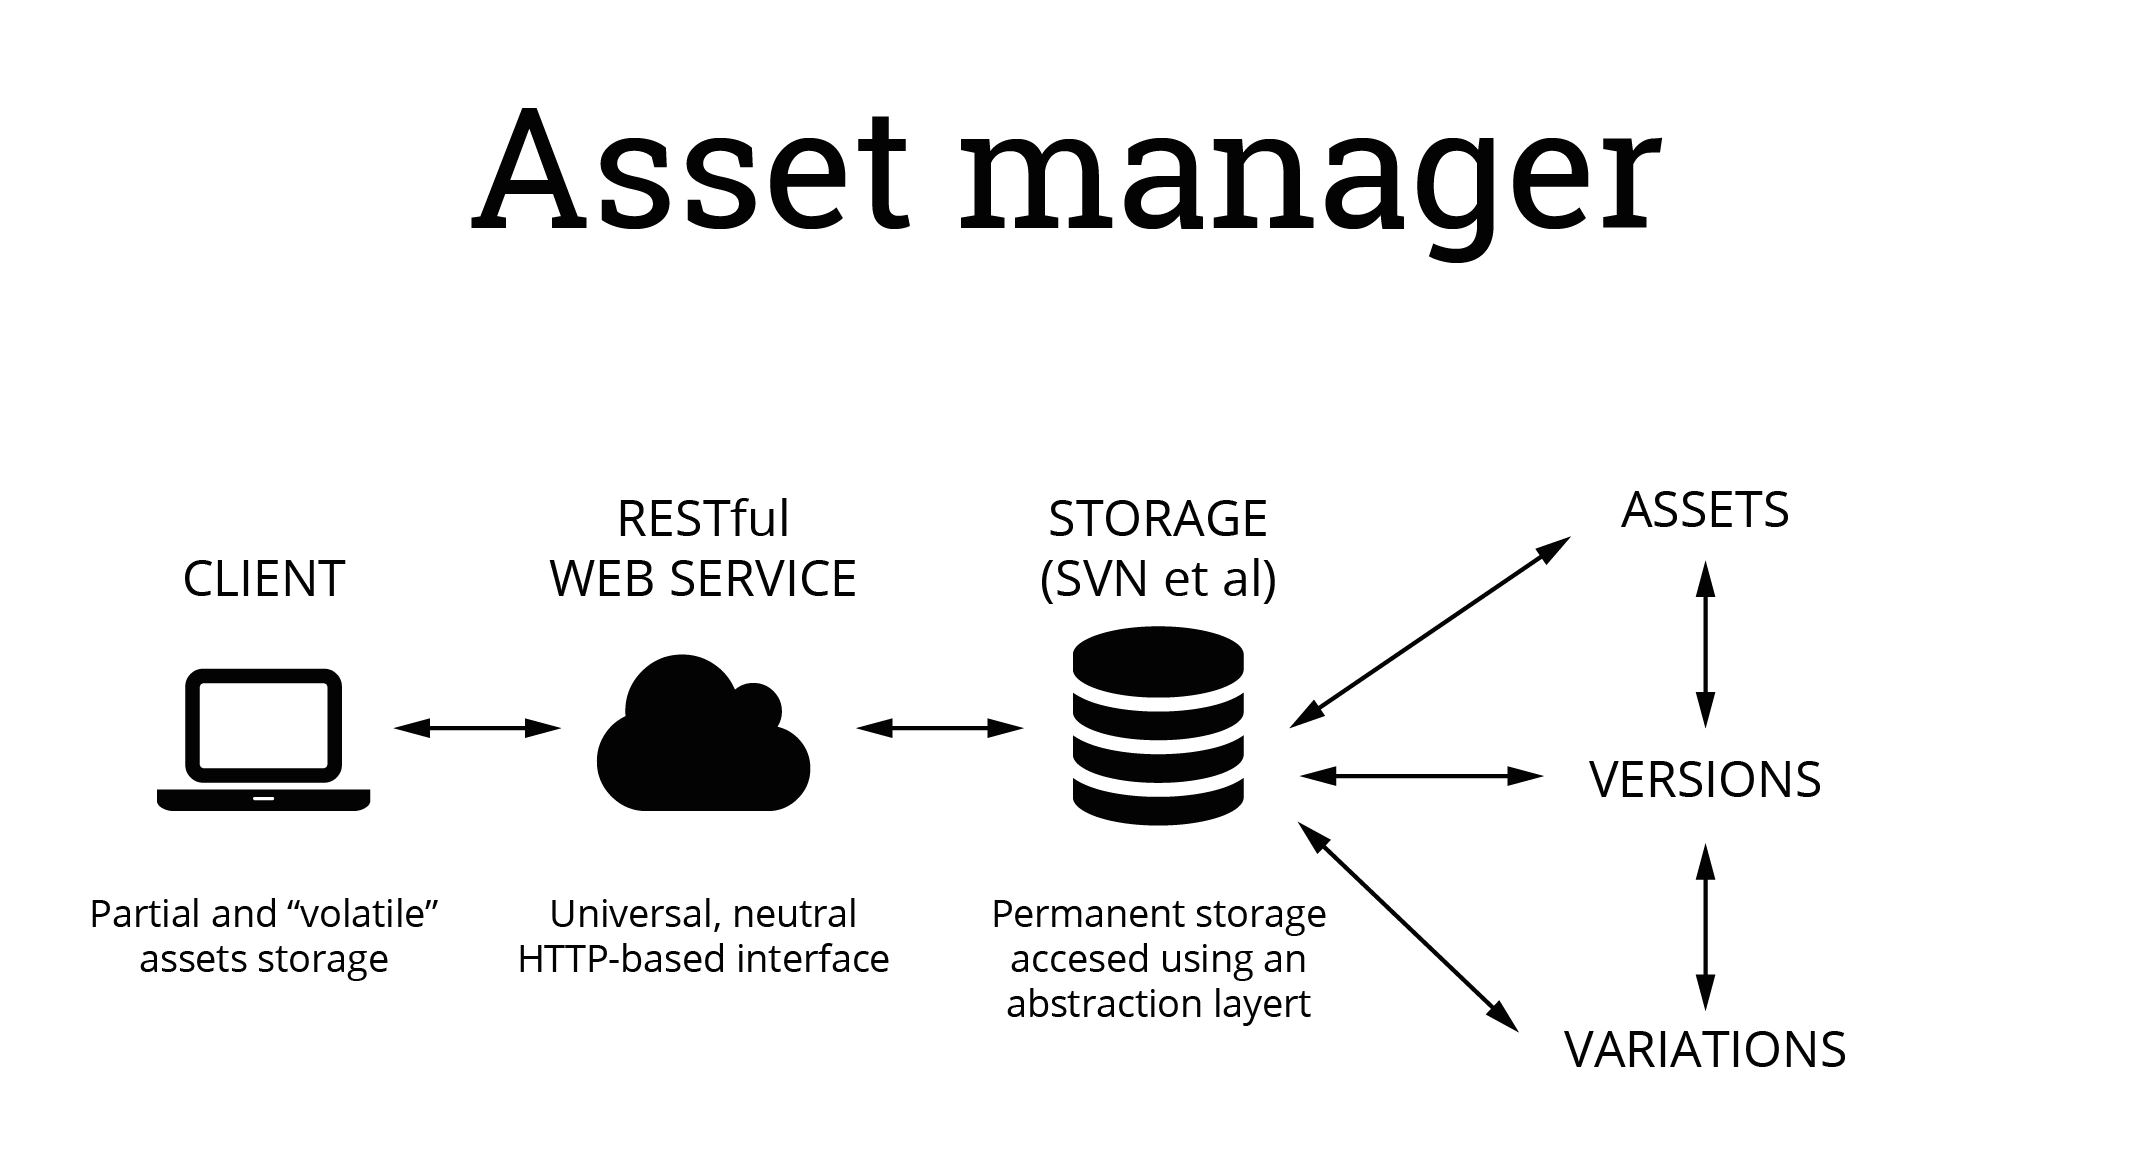 Asset manager
CLIENT
Partial and “volatile”
assets storage
RESTful
WEB SERVICE
Universal, neutral
HTTP-based interface
STORAGE
(SVN et al)
Permanent storage
accesed using an
abstraction layert
ASSETS
VERSIONS
VARIATIONS